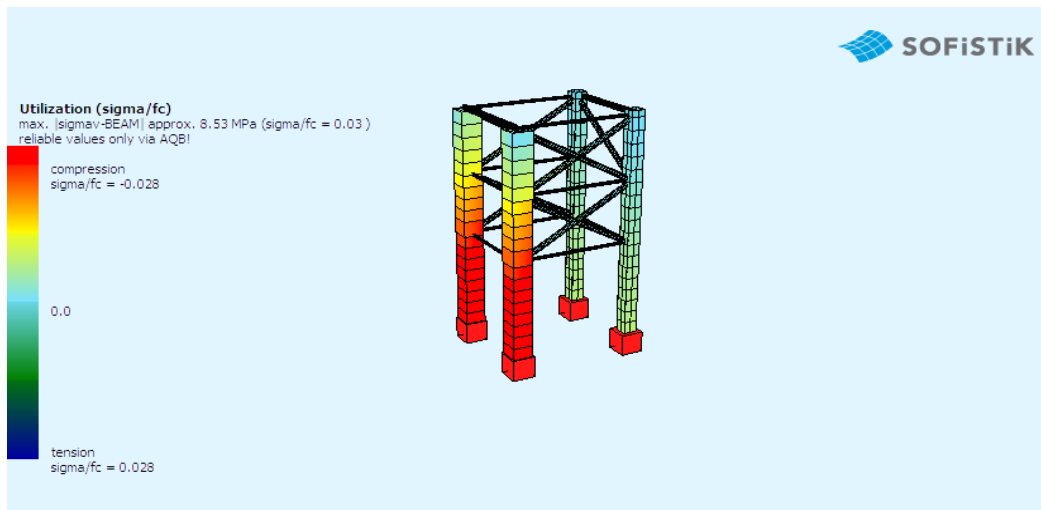 SOFiSTiK
Utilization (sigma/fc)
max. |sigmav-BEAM| approx. 8.53 MPa (sigma/fc = 0.03 )
reliable values only via AQB!
compression
sigma/fc = -0.028
0.0
tension
sigma/fc = 0.028